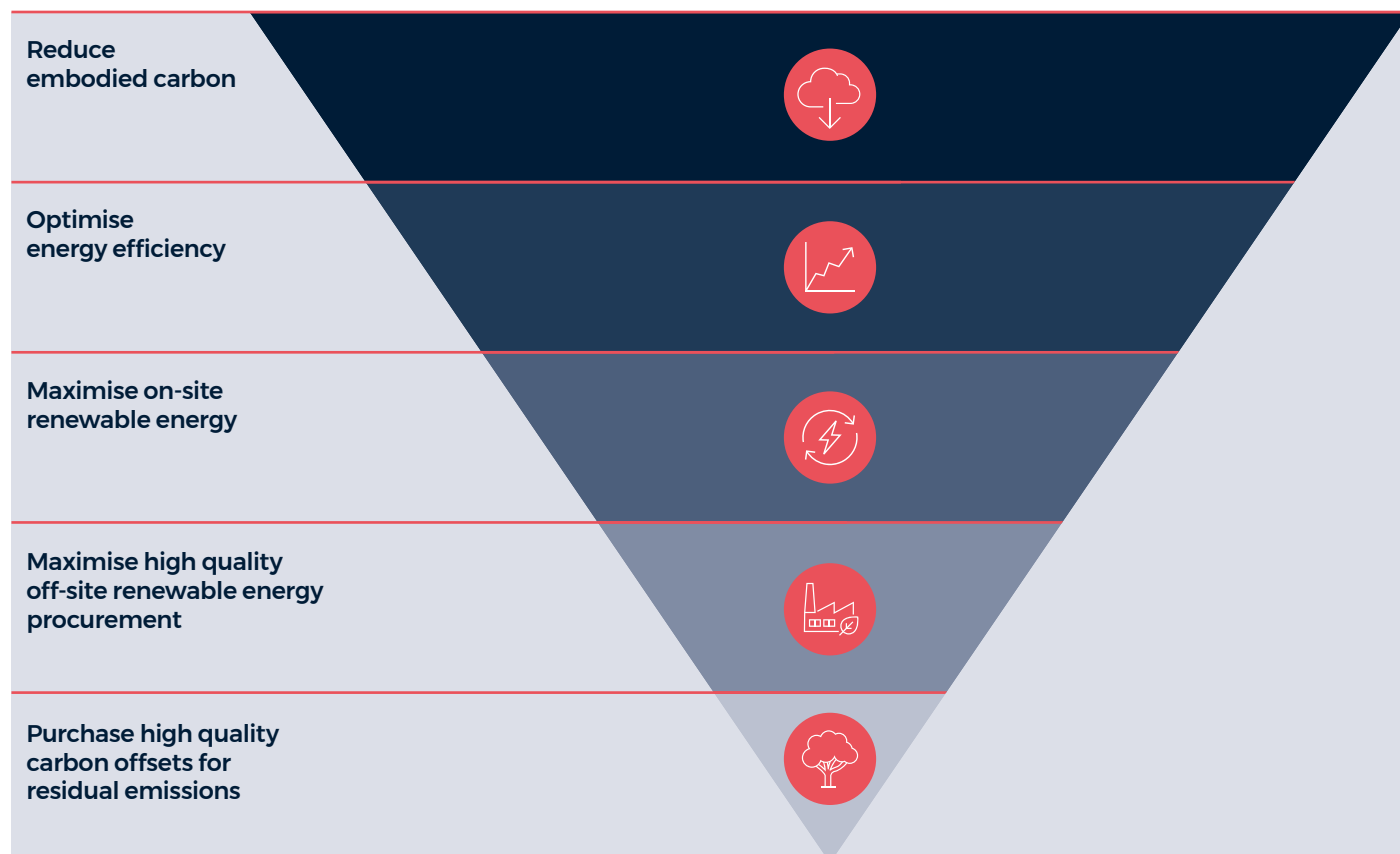 Reduce
embodied carbon
Optimise
energy efficiency
Maximise on-site
renewable energy
Maximise high quality
off-site renewable energy
procurement
Purchase high quality
carbon offsets for
residual emissions